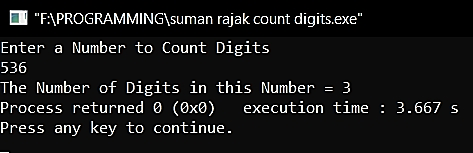 "F:\PROGRAMMING\suman rajak count digits.exe"
Enter a Number to Count Digits
536
The Number of Digits in this Number = 3
Process returned 0 (0x0)   execution time : 3.667 s
Press any key to continue.